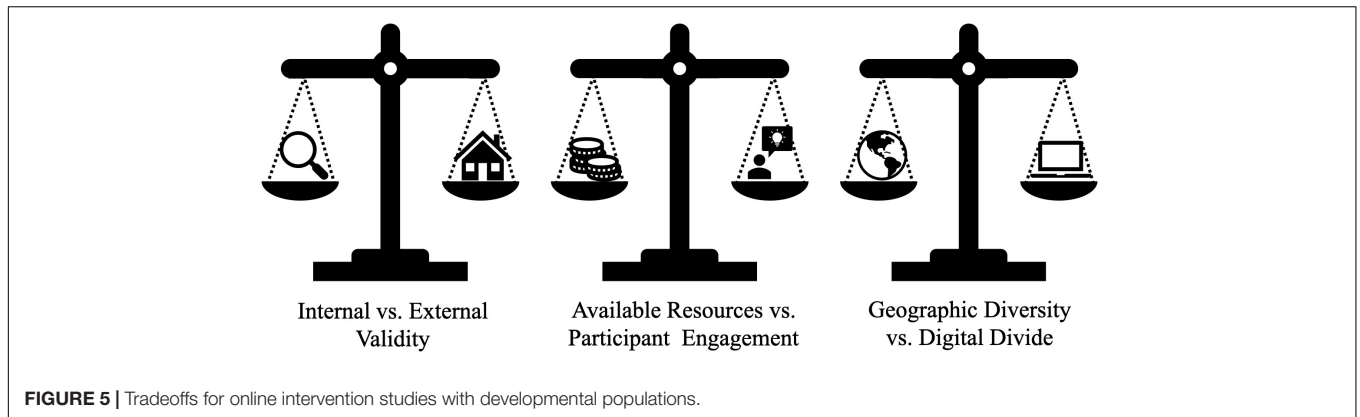 Internal vs. External
Validity
Available Resources vs.
Participant Engagement
Geographic Diversity
vs. Digital Divide
FIGURE 5 | Tradeoffs for online intervention studies with developmental populations.